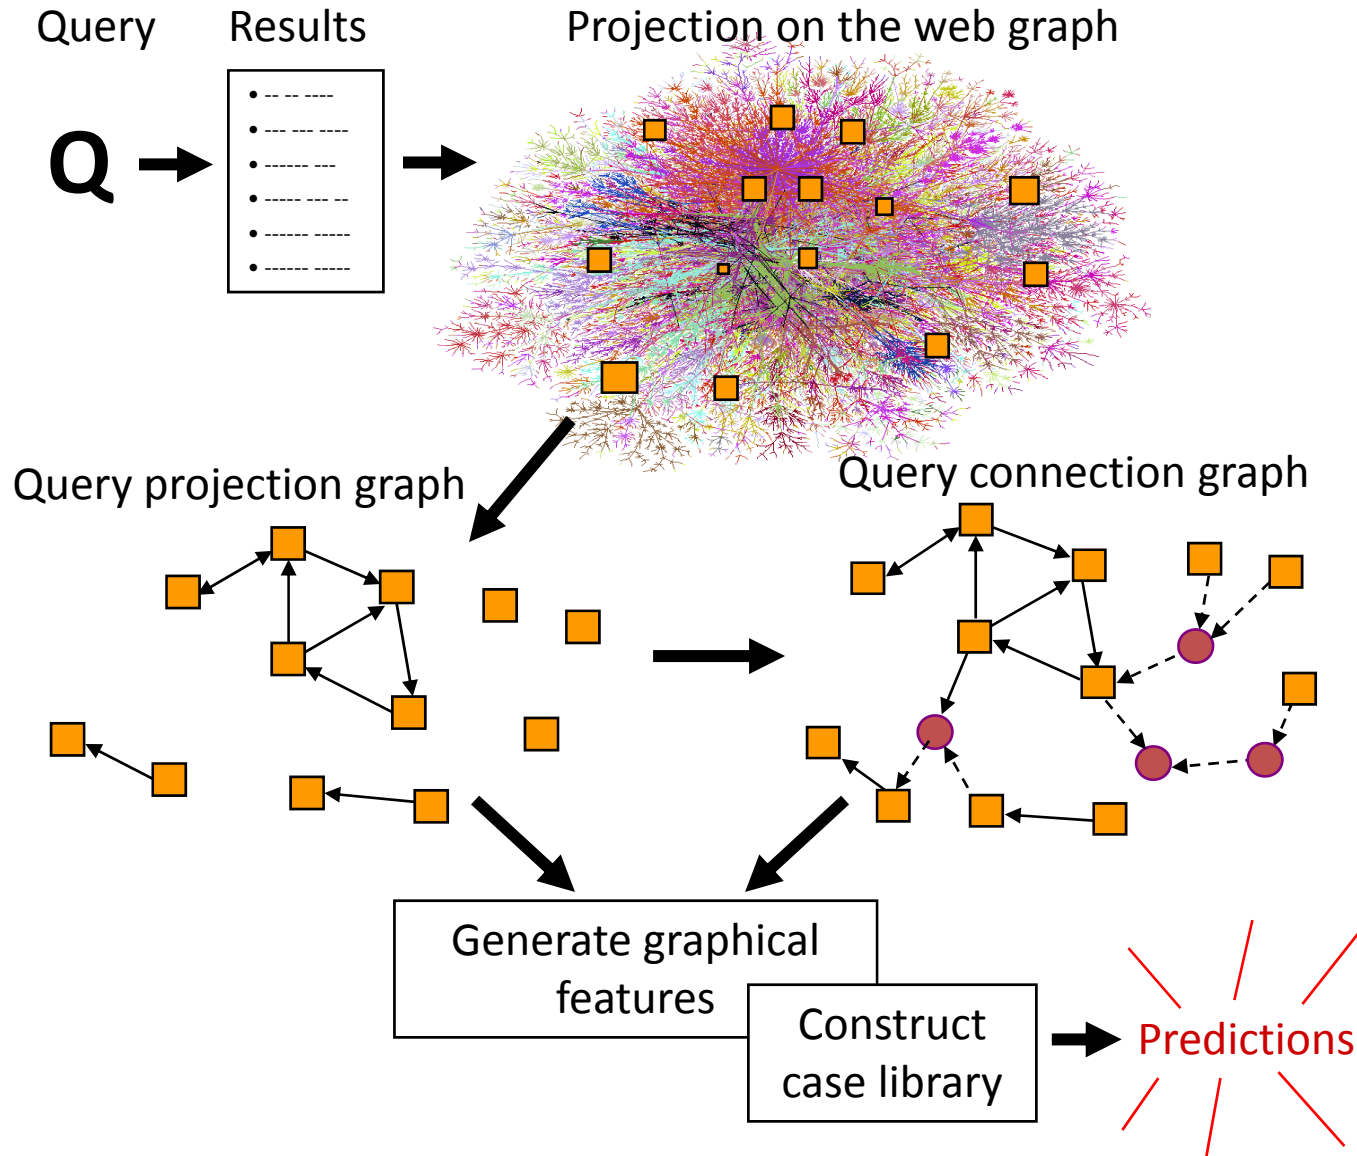 Query
Results
Projection on the web graph
Q
• -- -- ----
• --- --- ----
• ------ ---
• ------ -- --
• ------ -----
• ------ -----
Query projection graph
Query connection graph
Generate graphical
features
Construct
case library
Predictions